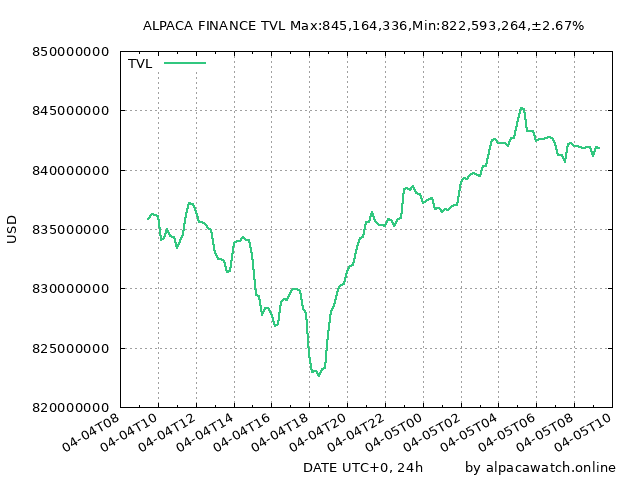 ALPACA FINANCE TVL Max:845,164,336,Min:822,593,264,±2.67%
850000000
TVL
845000000
840000000
835000000
830000000
825000000
820000000
USD
04-04T08
04-04T10
04-04T12
04-04T14
04-04T16
04-04T18
04-04T20
04-04T22
04-05T00
04-05T02
04-05T04
04-05T06
04-05T08
04-05T10
DATE UTC+0, 24h
by alpacawatch.online